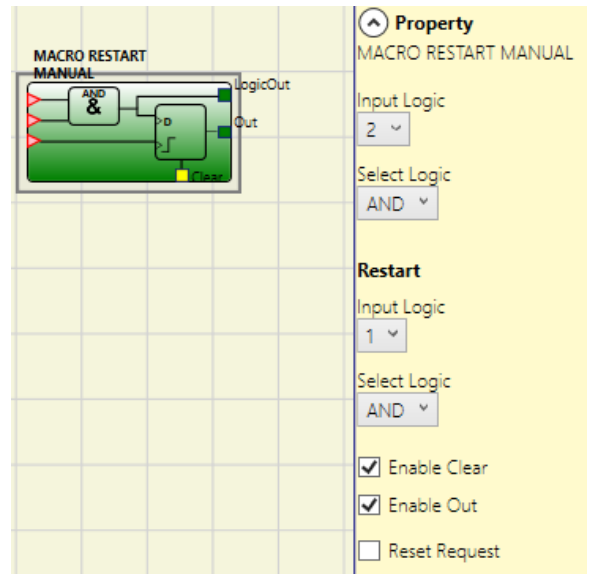 MACRO RESTART
MANUAL
AND
&
D
LogicOut
Out
Clear
Property
MACRO RESTART MANUAL
Input Logic
2
Select Logic
AND
Restart
Input Logic
1
Select Logic
AND
Enable Clear
Enable Out
Reset Request